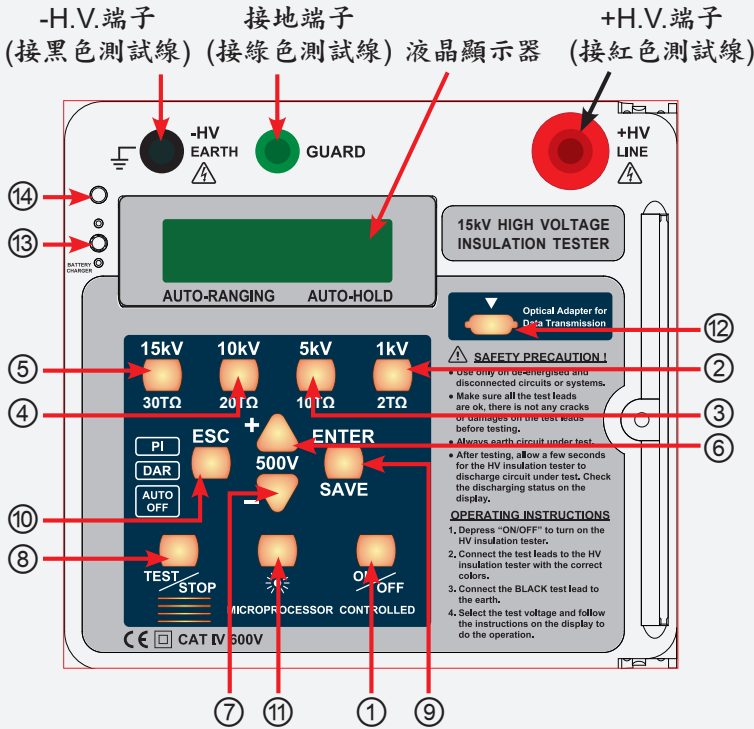 -H.V.端子
(接黑色測試線)
接地端子
(接綠色測試線)
液晶顯示器
+H.V.端子
(接紅色測試線)
-HV
EARTH
GUARD
+HV
LINE
⑭
⑬
BATTERY
CHARGER
15kV HIGH VOLTAGE
INSULATION TESTER
AUTO-RANGING
AUTO-HOLD
Optical Adapter for
Data Transmission
⑫
15kV
10kV
5kV
1kV
⑤
②
30TΩ
20TΩ
10TΩ
2TΩ
④
③
ESC
+
ENTER
⑥
PI
DAR
AUTO
OFF
500V
SAVE
−
⑩
⑧
TEST
STOP
ON
OFF
MICROPROCESSOR CONTROLLED
CE CAT IV 600V
⚠ SAFETY PRECAUTION !
• Use only on de-energised and
disconnected circuits or systems.
• Make sure all the test leads
are ok, there is not any cracks
or damages on the test leads
before testing.
• Always earth circuit under test.
• After testing, allow a few seconds
for the HV insulation tester to
discharge circuit under test. Check
the discharging status on the
display.
OPERATING INSTRUCTIONS
1. Depress “ON/OFF” to turn on the
HV insulation tester.
2. Connect the test leads to the HV
insulation tester with the correct
colors.
3. Connect the BLACK test lead to
the earth.
4. Select the test voltage and follow
the instructions on the display to
do the operation.
⑦
⑪
①
⑨